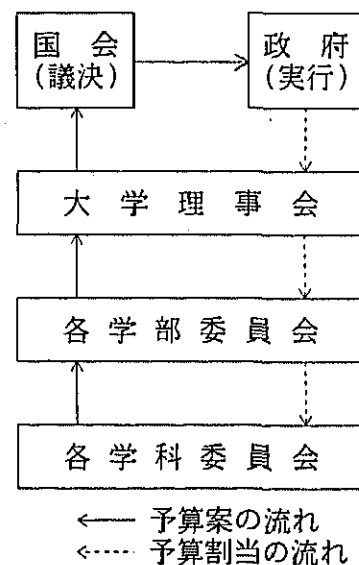 国会
(議決)
政府
(実行)
大学理事会
各学部委員会
各学科委員会
予算案の流れ
予算割当の流れ